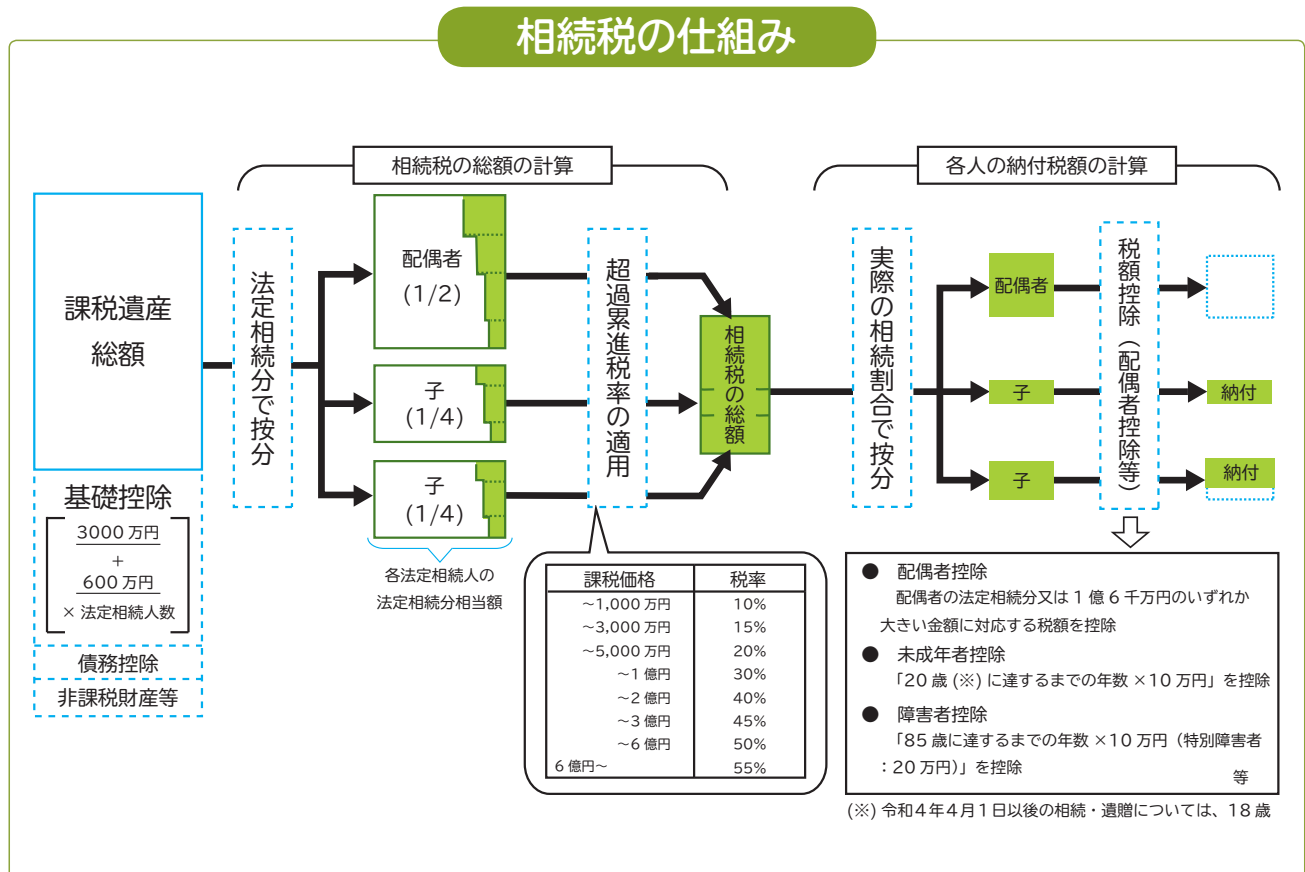 相続税の仕組み
相続税の総額の計算
各人の納付税額の計算
課税遺産
総額
基礎控除
3000 万円
+
600 万円
× 法定相続人数
債務控除
非課税財産等
法定相続分で按分
配偶者
(1/2)
子
(1/4)
子
(1/4)
各法定相続人の
法定相続分相当額
超過累進税率の適用
課税価格 税率
～1,000 万円 10%
～3,000 万円 15%
～5,000 万円 20%
～1 億円 30%
～2 億円 40%
～3 億円 45%
～6 億円 50%
6 億円～ 55%
相続税の総額
実際の相続割合で按分
配偶者
子
子
税額控除（配偶者控除等）
納付
納付
● 配偶者控除
配偶者の法定相続分又は 1 億 6 千万円のいずれか
大きい金額に対応する税額を控除
● 未成年者控除
「20 歳 (※) に達するまでの年数 ×10 万円」を控除
● 障害者控除
「85 歳に達するまでの年数 ×10 万円（特別障害者
：20 万円）」を控除
等
(※) 令和４年４月１日以後の相続・遺贈については、18 歳